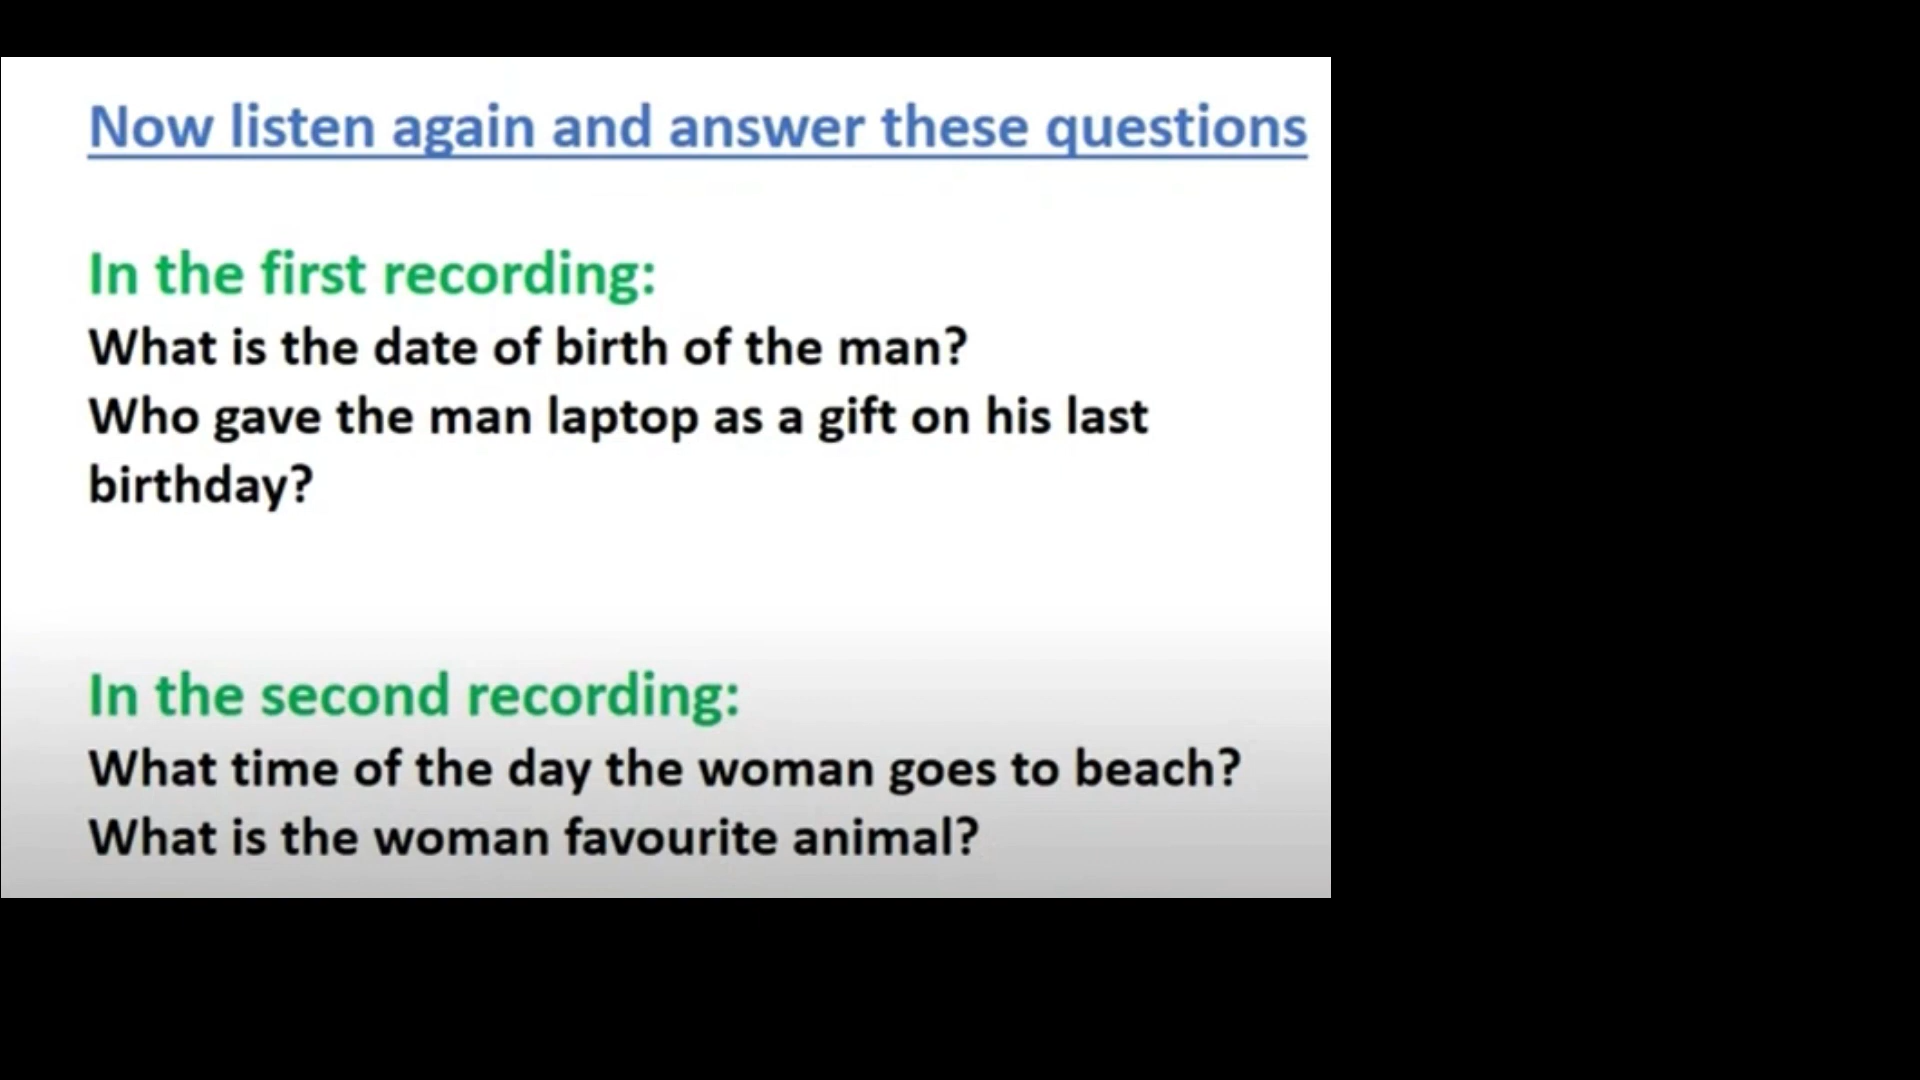 Now listen again and answer these questions
In the first recording:
What is the date of birth of the man?
Who gave the man laptop as a gift on his last
birthday?
In the second recording:
What time of the day the woman goes to beach?
What is the woman favourite animal?